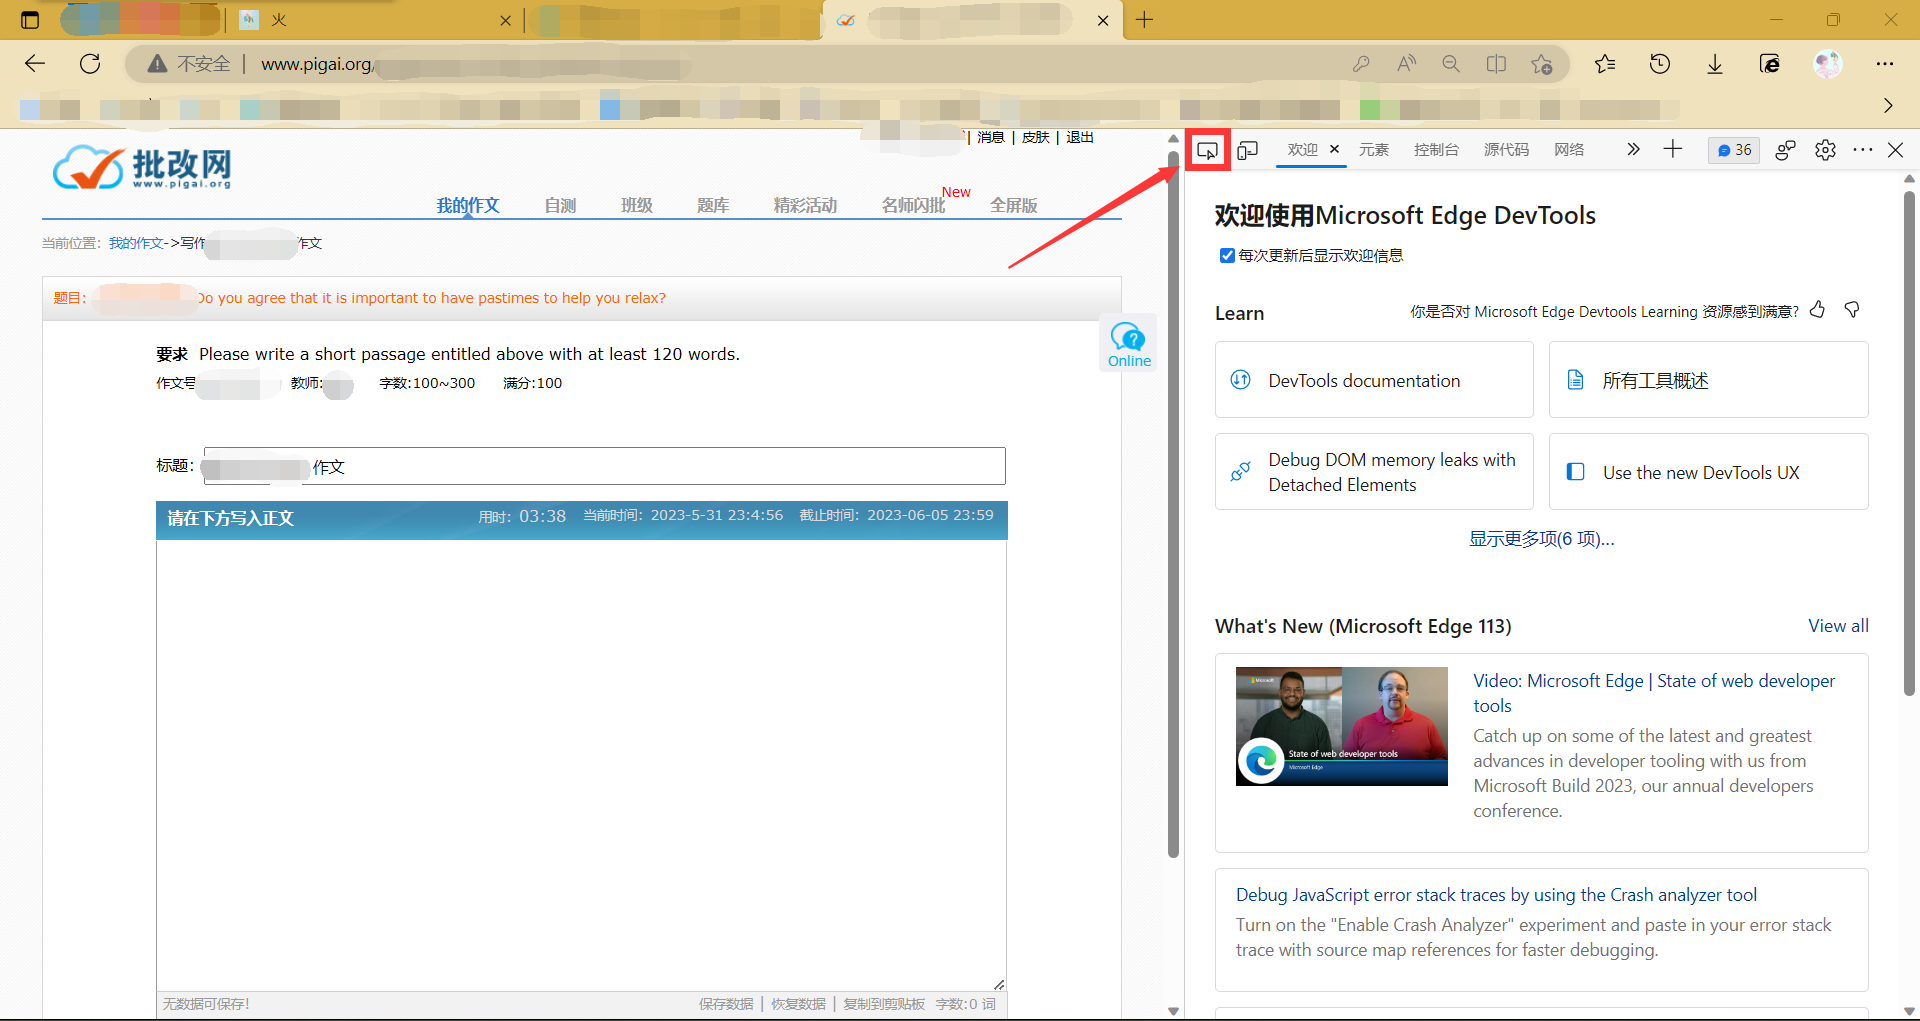 火
不安全 | www.pigai.org/
| 消息 | 皮肤 | 退出
批改网
www.pigai.org
我的作文
自测
班级
题库
精彩活动
名师闪批
New
全屏版
当前位置：我的作文->写作 作文
题目： Do you agree that it is important to have pastimes to help you relax?
要求 Please write a short passage entitled above with at least 120 words.
作文号 教师: 字数:100~300 满分:100
Online
标题： 作文
请在下方写入正文 用时：03:38 当前时间：2023-5-31 23:4:56 截止时间：2023-06-05 23:59
无数据可保存！ 保存数据 | 恢复数据 | 复制到剪贴板 字数:0 词
欢迎 元素 控制台 源代码 网络 36
欢迎使用Microsoft Edge DevTools
每次更新后显示欢迎信息
Learn
你是否对 Microsoft Edge Devtools Learning 资源感到满意?
DevTools documentation
所有工具概述
Debug DOM memory leaks with
Detached Elements
Use the new DevTools UX
显示更多项(6 项)...
What's New (Microsoft Edge 113)
View all
Microsoft
State of web developer tools
Microsoft Edge
Video: Microsoft Edge | State of web developer
tools
Catch up on some of the latest and greatest
advances in developer tooling with us from
Microsoft Build 2023, our annual developers
conference.
Debug JavaScript error stack traces by using the Crash analyzer tool
Turn on the "Enable Crash Analyzer" experiment and paste in your error stack
trace with source map references for faster debugging.